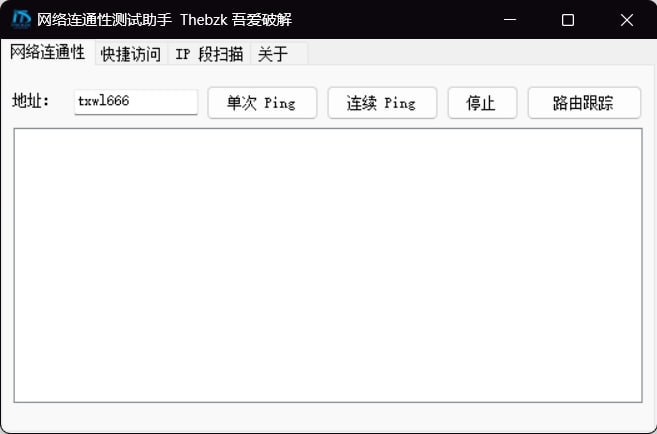 网络连通性测试助手 Thebzk 吾爱破解
网络连通性 快捷访问 IP 段扫描 关于
地址： txwl666 单次 Ping 连续 Ping 停止 路由跟踪